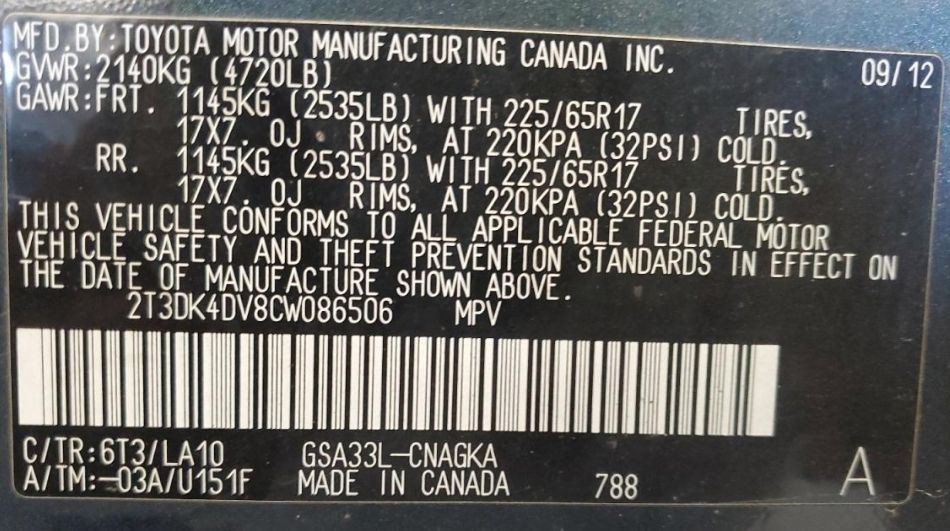 MFD.BY:TOYOTA MOTOR MANUFACTURING CANADA INC.
GVWR:2140KG (4720LB) 09/12
GAWR:FRT. 1145KG (2535LB) WITH 225/65R17 TIRES,
17X7.0J RIMS, AT 220KPA (32PSI) COLD.
RR. 1145KG (2535LB) WITH 225/65R17 TIRES,
17X7.0J RIMS, AT 220KPA (32PSI) COLD.
THIS VEHICLE CONFORMS TO ALL APPLICABLE FEDERAL MOTOR
VEHICLE SAFETY AND THEFT PREVENTION STANDARDS IN EFFECT ON
THE DATE OF MANUFACTURE SHOWN ABOVE.
2T3DK4DV8CW086506 MPV
C/TR:6T3/LA10 GSA33L-CNAGKA
A/TM:-03A/U151F MADE IN CANADA 788 A